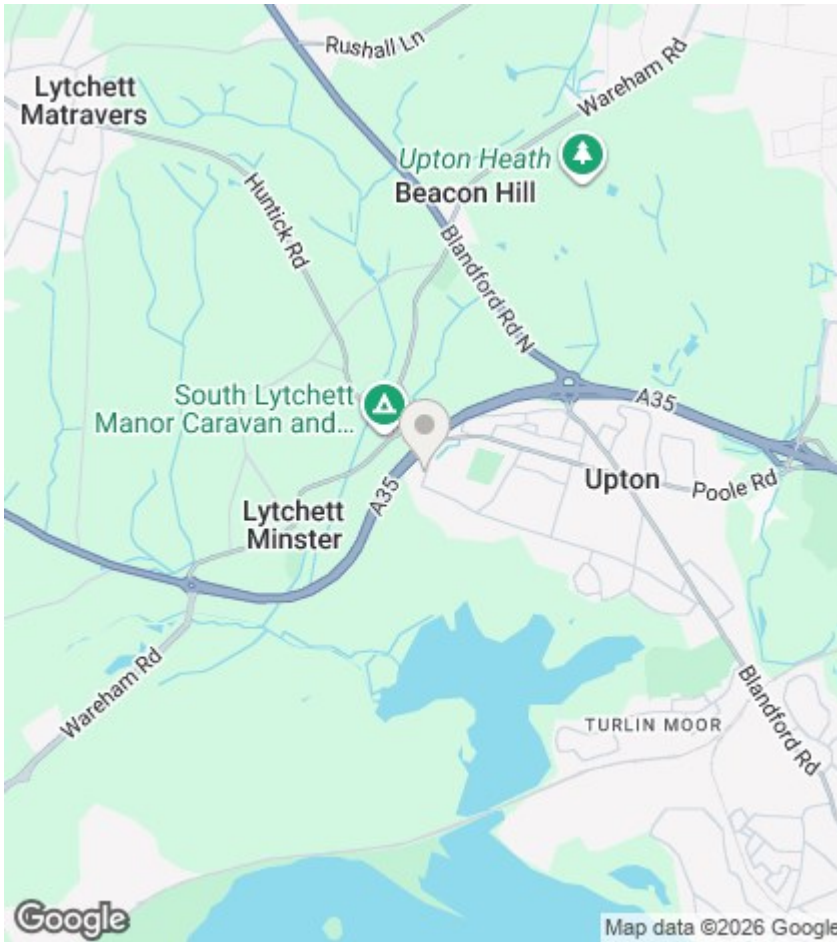 Rushall Ln
Wareham Rd
Lytchett
Matravers
Upton Heath
Beacon Hill
Huntick Rd
Blandford Rd N
South Lytchett
Manor Caravan and...
A35
A35
Upton
Poole Rd
Lytchett
Minster
Wareham Rd
TURLIN MOOR
Blandford Rd
Google
Map data ©2026 Google